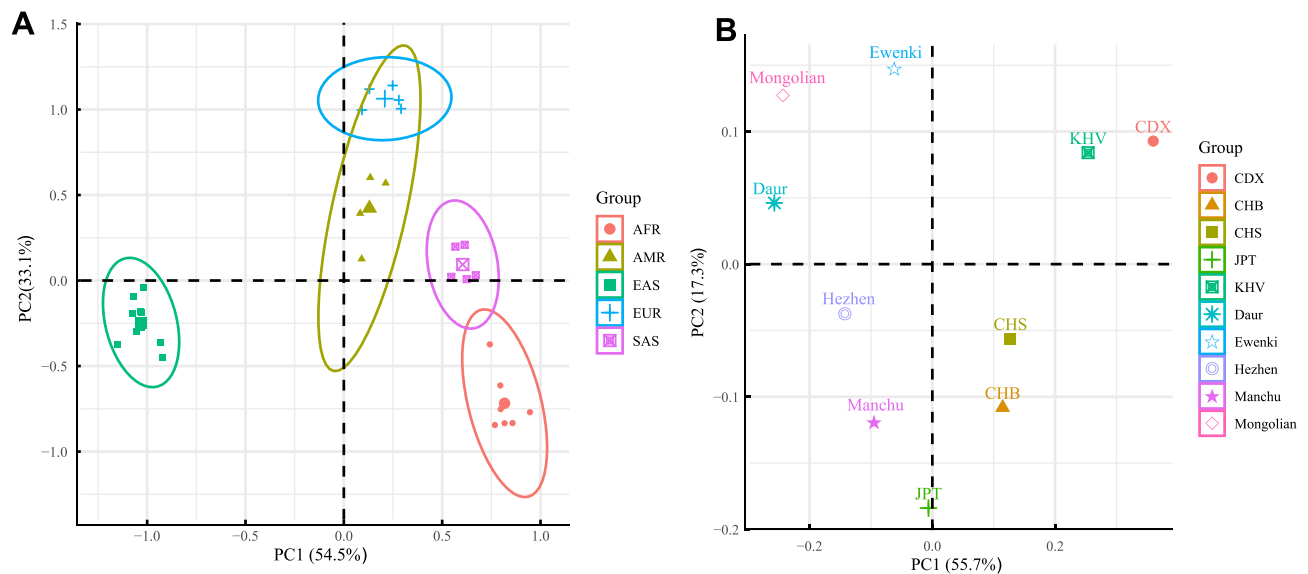 A
1.5
1.0
0.5
0.0
−0.5
−1.0
PC2(33.1%)
−1.0
−0.5
0.0
0.5
1.0
PC1 (54.5%)
Group
AFR
AMR
EAS
EUR
SAS
B
Ewenki
Mongolian
CDX
KHV
Daur
Hezhen
CHS
CHB
Manchu
JPT
0.1
0.0
−0.1
−0.2
PC2 (17.3%)
−0.2
0.0
0.2
PC1 (55.7%)
Group
CDX
CHB
CHS
JPT
KHV
Daur
Ewenki
Hezhen
Manchu
Mongolian